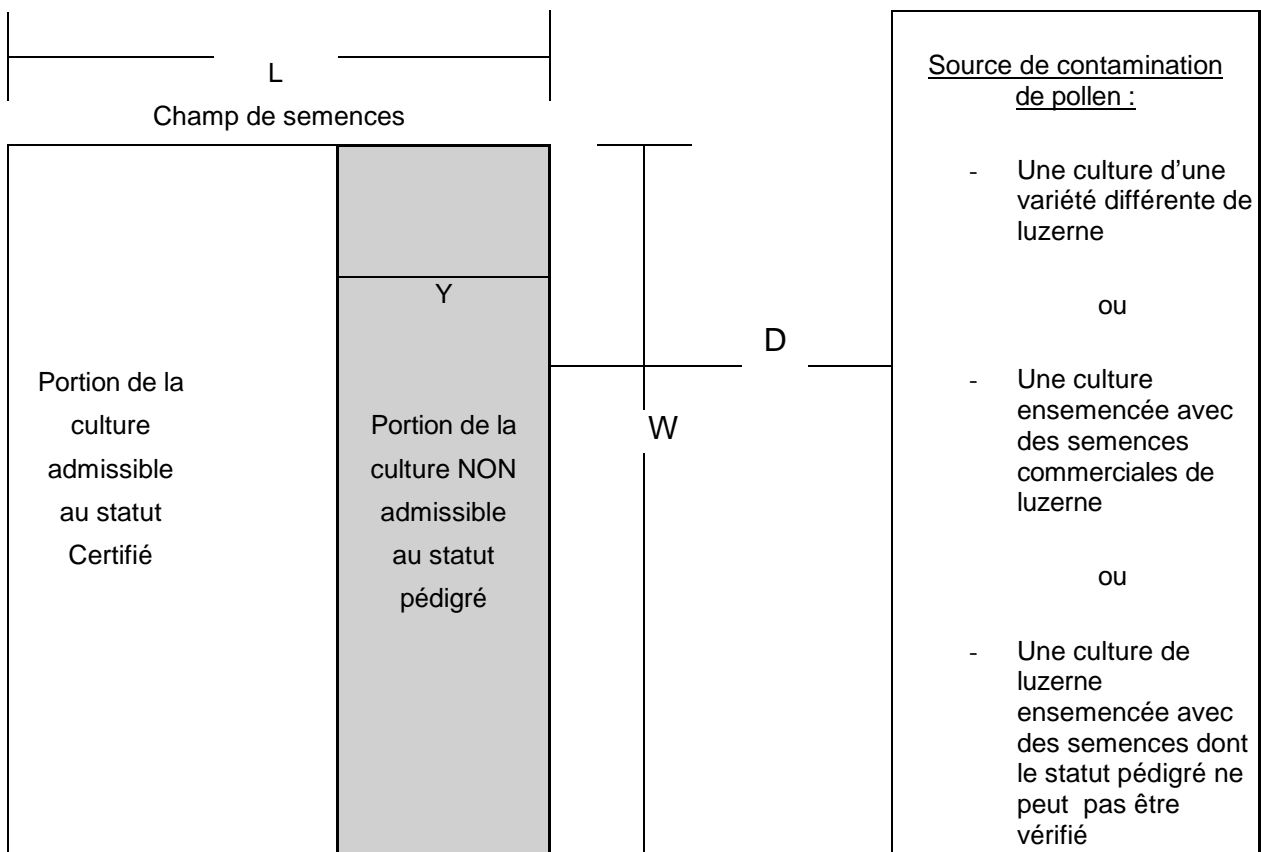 L
Champ de semences
Portion de la
culture
admissible
au statut
Certifié
Y
Portion de la
culture NON
admissible
au statut
pédigré
W
D
Source de contamination
de pollen :
- Une culture d’une
variété différente de
luzerne
ou
- Une culture
ensemencée avec
des semences
commerciales de
luzerne
ou
- Une culture de
luzerne
ensemencée avec
des semences dont
le statut pédigré ne
peut pas être
vérifié